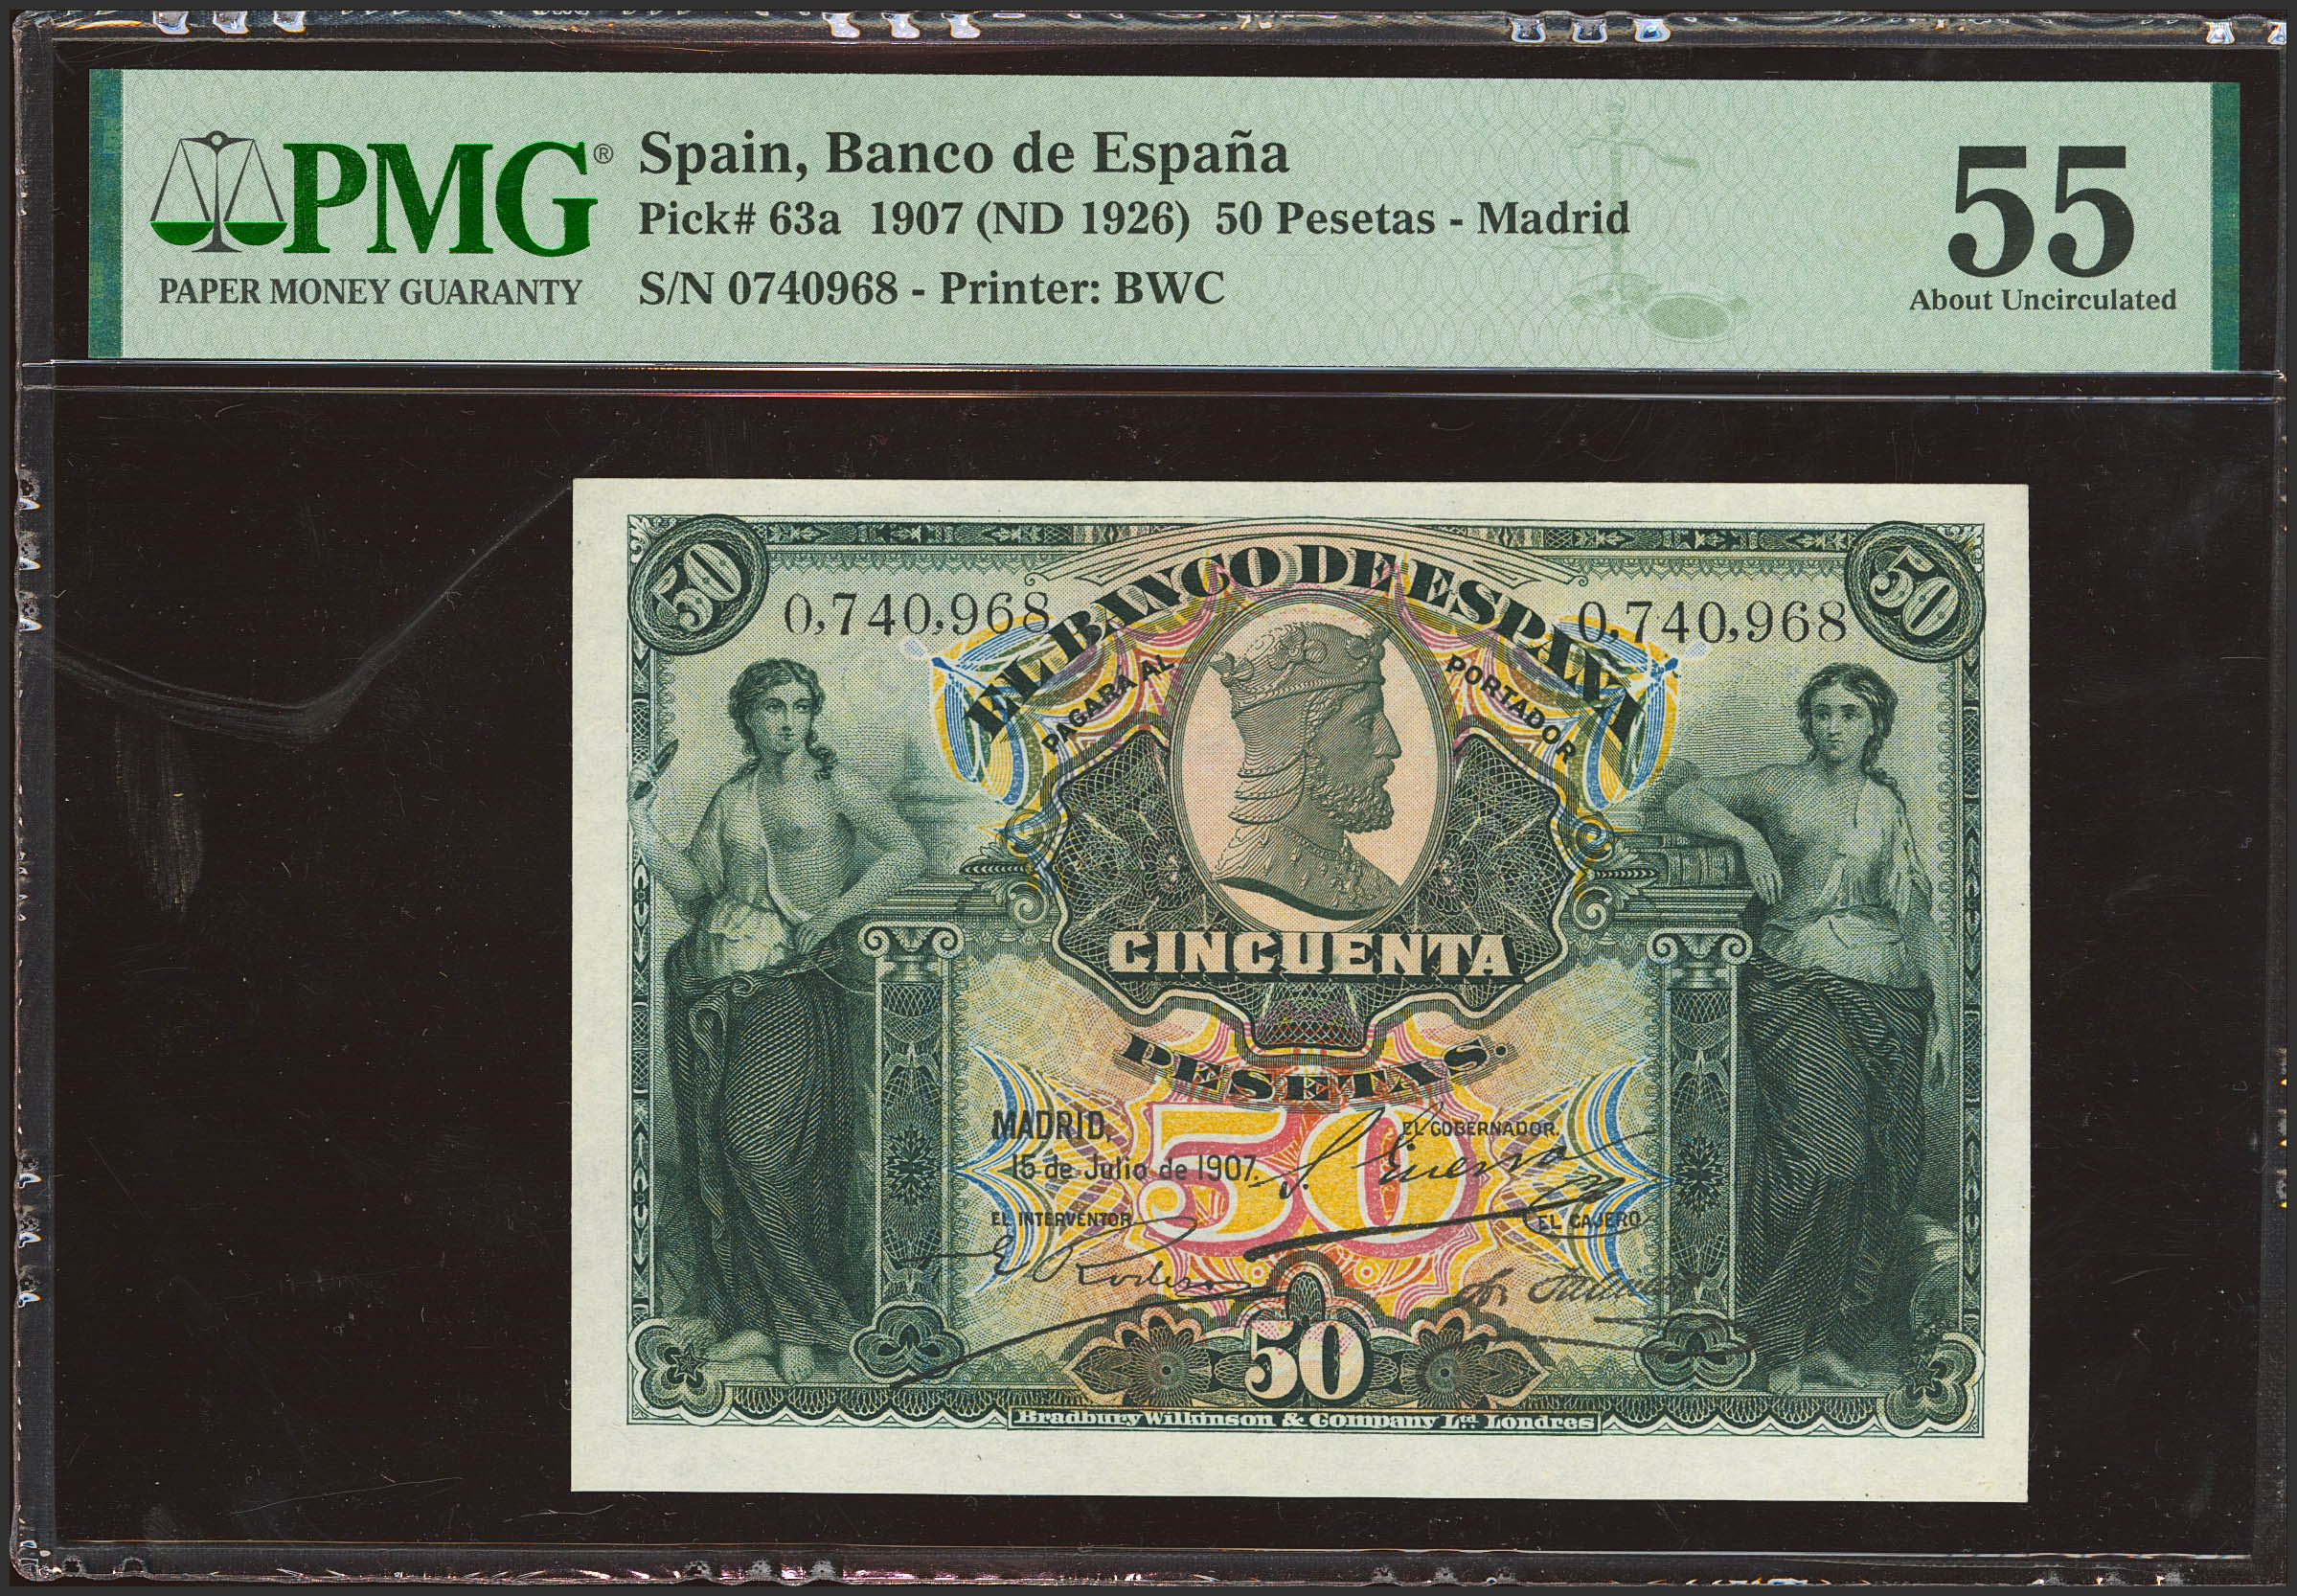 PMG®
PAPER MONEY GUARANTY
Spain, Banco de España
Pick# 63a 1907 (ND 1926) 50 Pesetas - Madrid
S/N 0740968 - Printer: BWC
55
About Uncirculated
50
50
0,740,968
0,740,968
EL BANCO DE ESPAÑA
PAGARA AL PORTADOR
CINCUENTA
PESETAS.
50
MADRID,
15 de Julio de 1907.
EL GOBERNADOR.
EL INTERVENTOR
EL CAJERO
50
Bradbury Wilkinson & Company Ltd. Londres